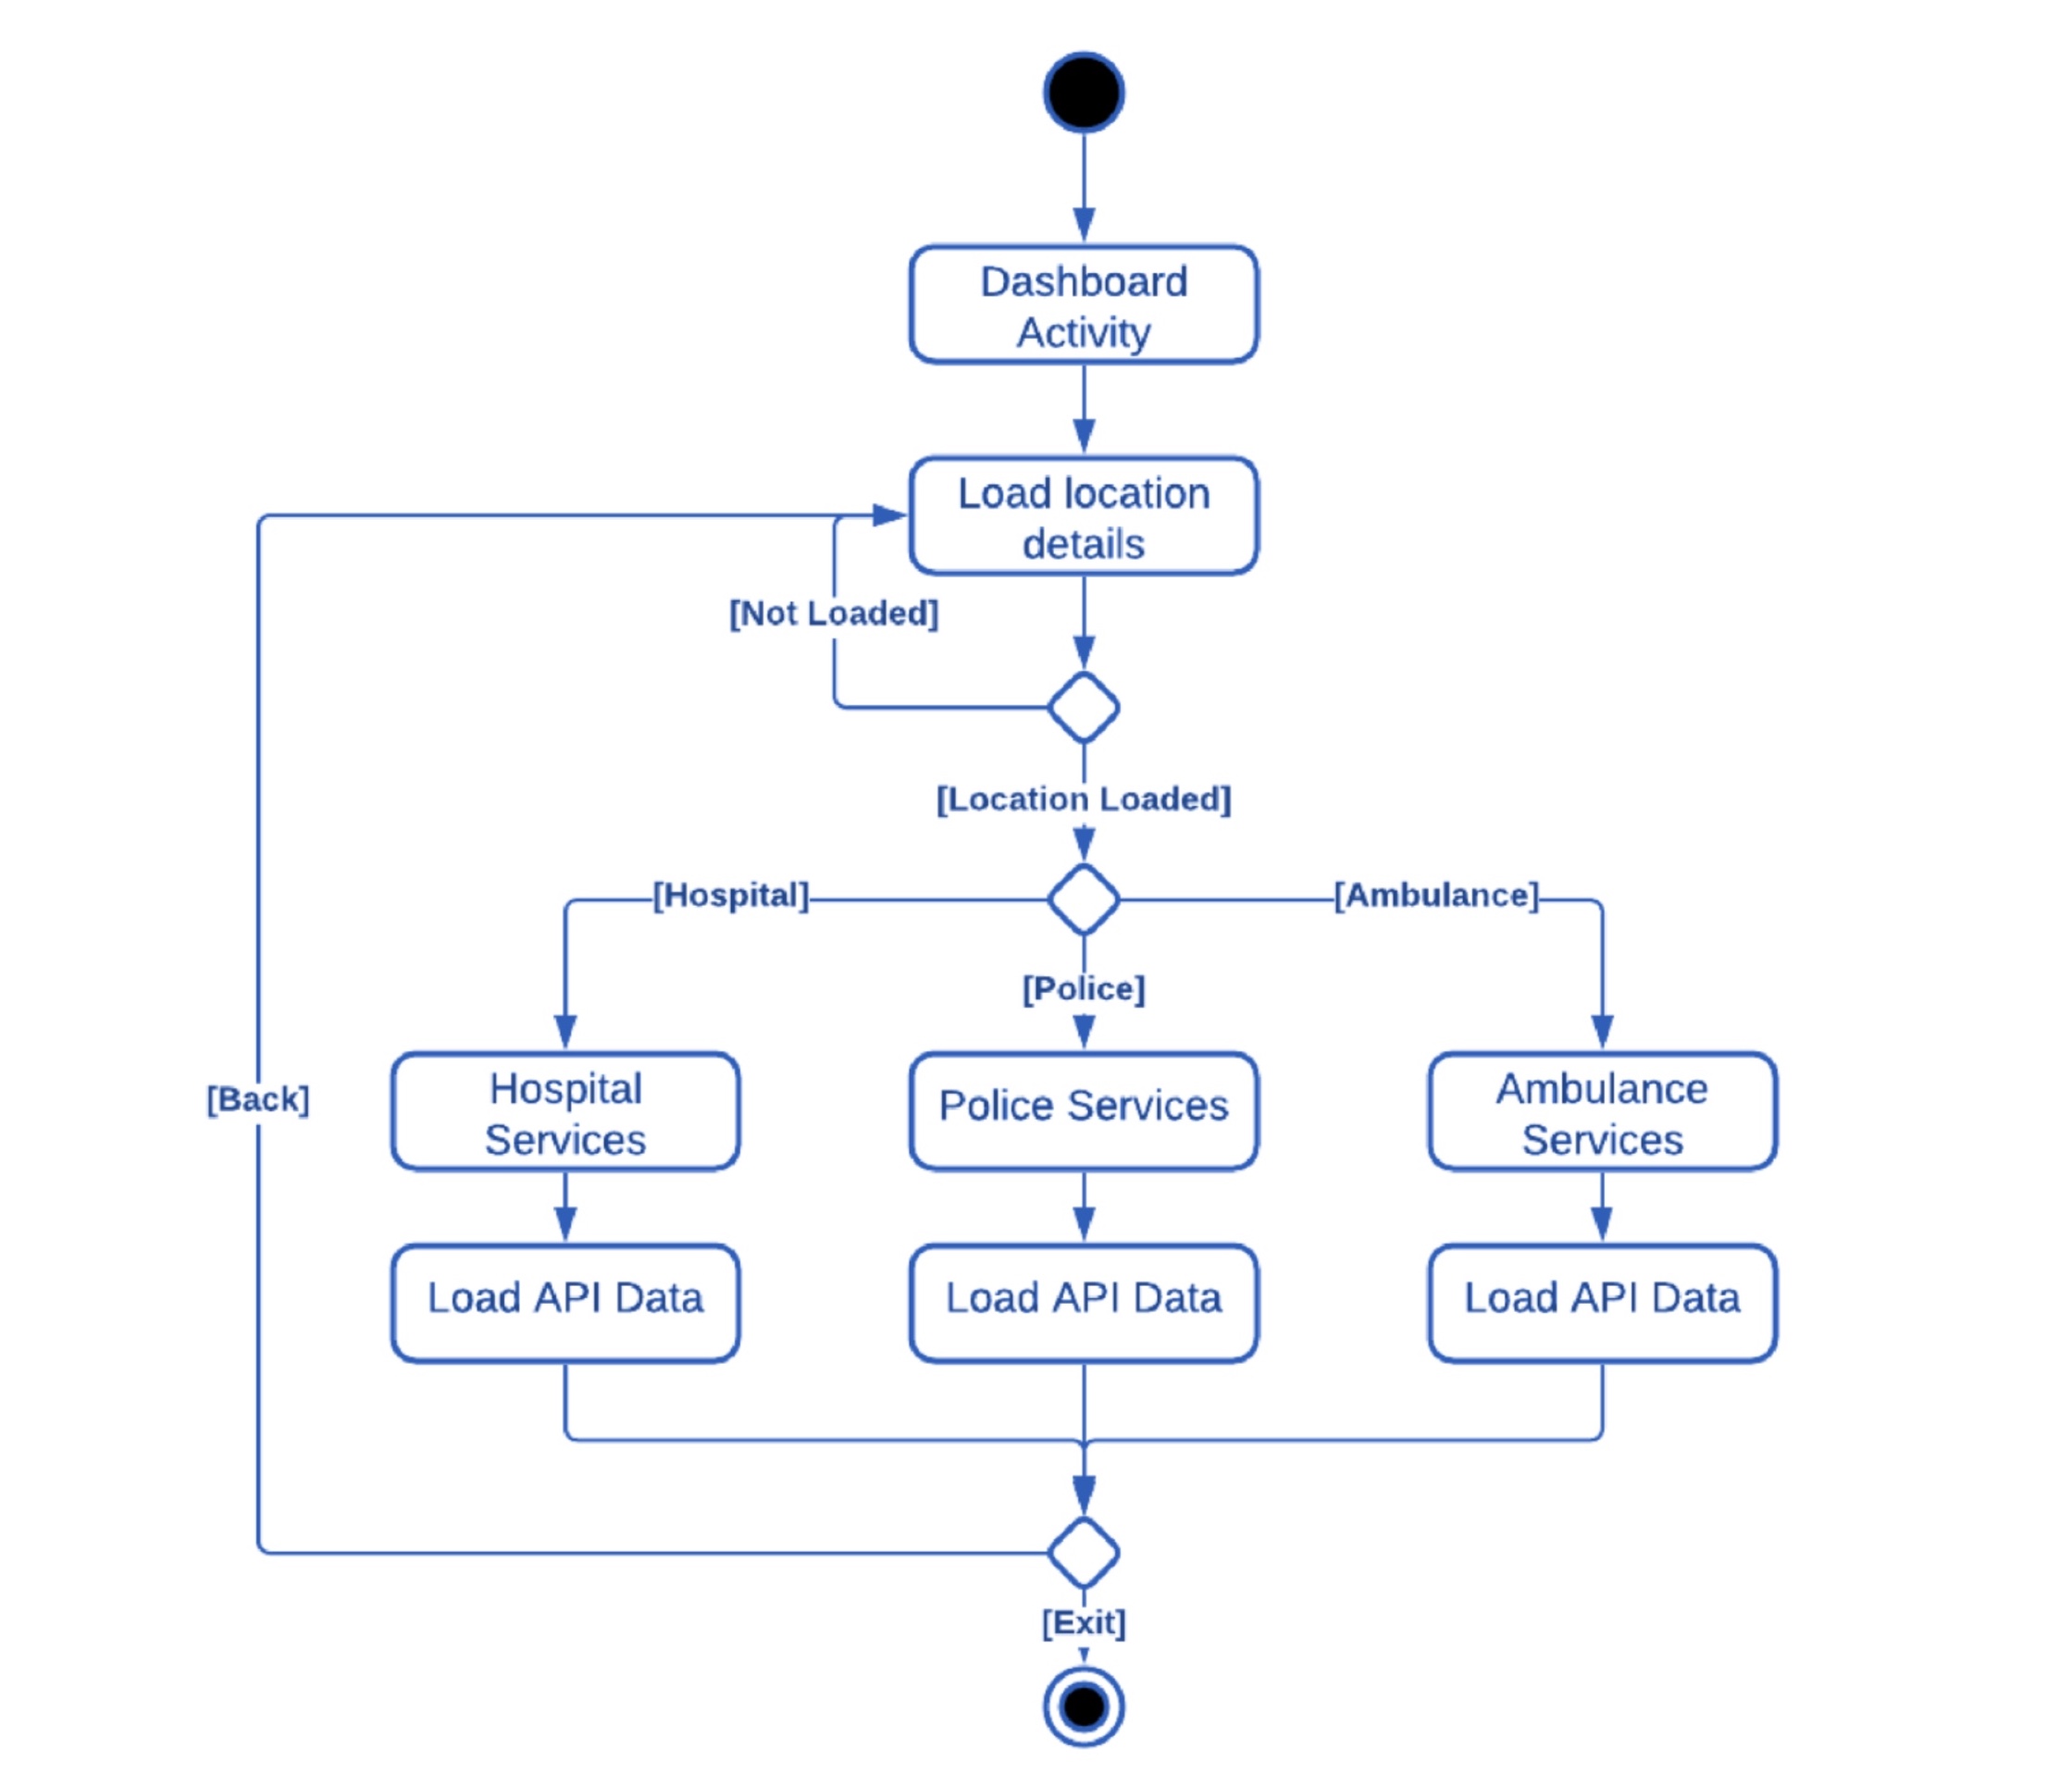 Dashboard
Activity
Load location
details
[Not Loaded]
[Location Loaded]
[Hospital]
[Ambulance]
[Police]
[Back]
Hospital
Services
Police Services
Ambulance
Services
Load API Data
Load API Data
Load API Data
[Exit]